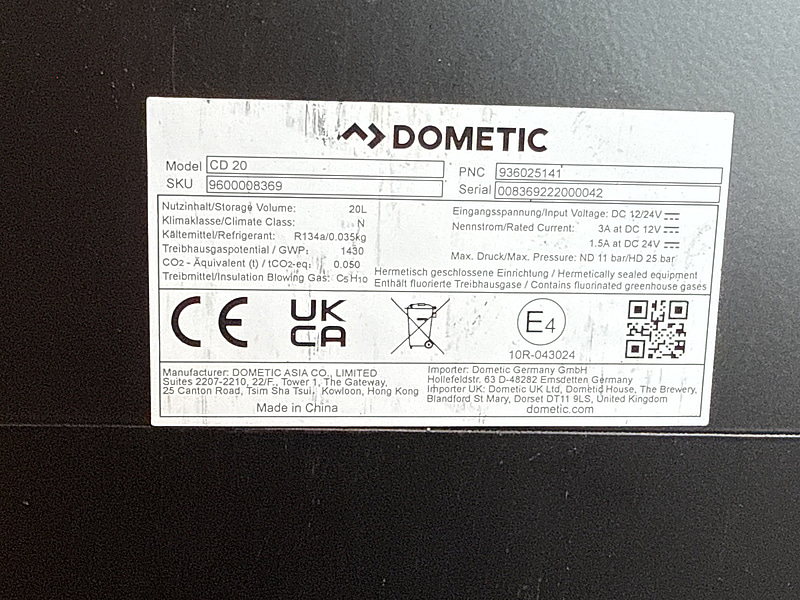 DOMETIC
Model CD 20
SKU 9600008369
PNC 936025141
Serial 008369222000042
Nutzinhalt/Storage Volume: 20L
Klimaklasse/Climate Class: N
Kältemittel/Refrigerant: R134a/0.035kg
Treibhausgaspotential / GWP: 1430
CO2 - Äquivalent (t) / tCO2-eq: 0.050
Treibmittel/Insulation Blowing Gas: C5H10
Eingangsspannung/Input Voltage: DC 12/24V
Nennstrom/Rated Current: 3A at DC 12V
1.5A at DC 24V
Max. Druck/Max. Pressure: ND 11 bar/HD 25 bar
Hermetisch geschlossene Einrichtung / Hermetically sealed equipment
Enthält fluorierte Treibhausgase / Contains fluorinated greenhouse gases
CE
UK
CA
E4
10R-043024
Manufacturer: DOMETIC ASIA CO., LIMITED
Suites 2207-2210, 22/F., Tower 1, The Gateway,
25 Canton Road, Tsim Sha Tsui, Kowloon, Hong Kong
Made in China
Importer: Dometic Germany GmbH
Hollefeldstr. 63 D-48282 Emsdetten Germany
Importer UK: Dometic UK Ltd, Dometic House, The Brewery,
Blandford St Mary, Dorset DT11 9LS, United Kingdom
dometic.com